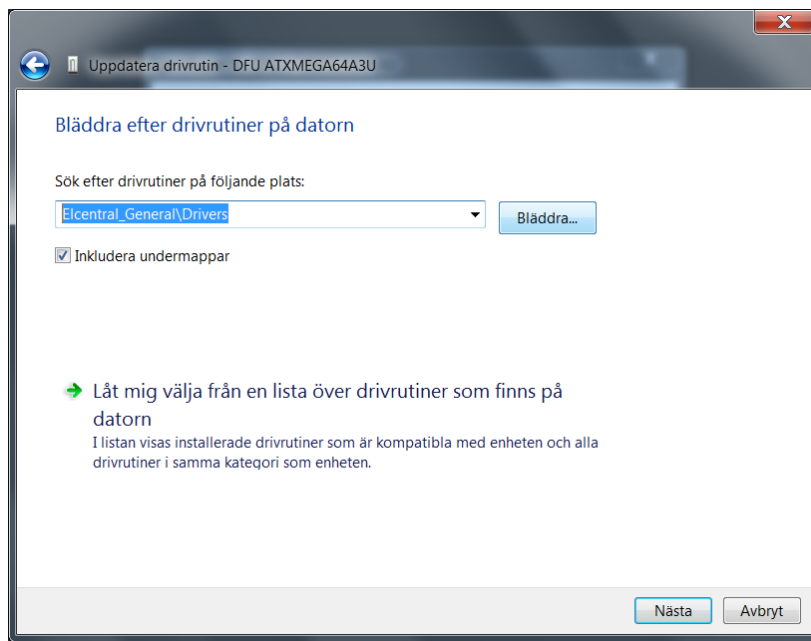 Uppdatera drivrutin - DFU ATXMEGA64A3U
Bläddra efter drivrutiner på datorn
Sök efter drivrutiner på följande plats:
Elcentral_General\Drivers
Bläddra...
Inkludera undermappar
Låt mig välja från en lista över drivrutiner som finns på
datorn
I listan visas installerade drivrutiner som är kompatibla med enheten och alla
drivrutiner i samma kategori som enheten.
Nästa
Avbryt